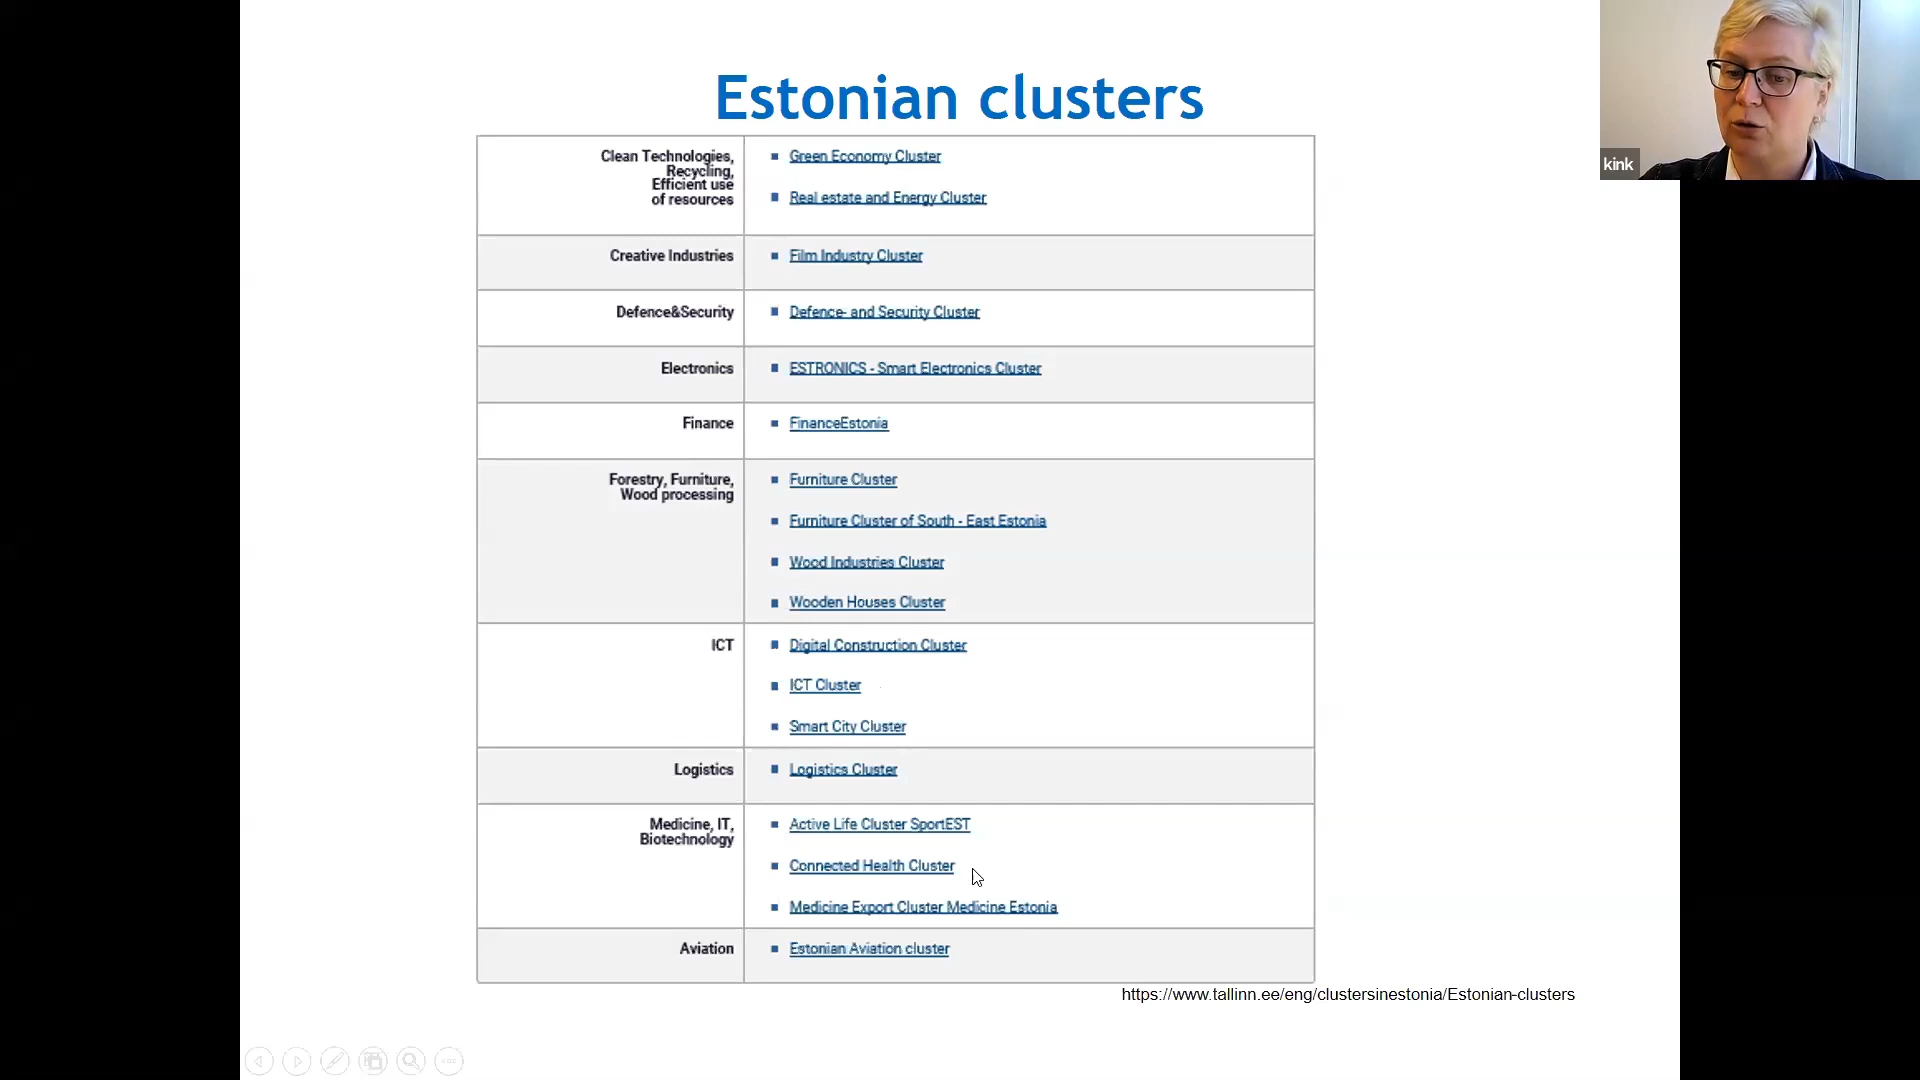 Estonian clusters
Clean Technologies,
Recycling,
Efficient use
of resources
Green Economy Cluster
Real estate and Energy Cluster
Creative Industries
Film Industry Cluster
Defence&Security
Defence- and Security Cluster
Electronics
ESTRONICS - Smart Electronics Cluster
Finance
FinanceEstonia
Forestry, Furniture,
Wood processing
Furniture Cluster
Furniture Cluster of South - East Estonia
Wood Industries Cluster
Wooden Houses Cluster
ICT
Digital Construction Cluster
ICT Cluster
Smart City Cluster
Logistics
Logistics Cluster
Medicine, IT,
Biotechnology
Active Life Cluster SportEST
Connected Health Cluster
Medicine Export Cluster Medicine Estonia
Aviation
Estonian Aviation cluster
https://www.tallinn.ee/eng/clustersinestonia/Estonian-clusters
kink